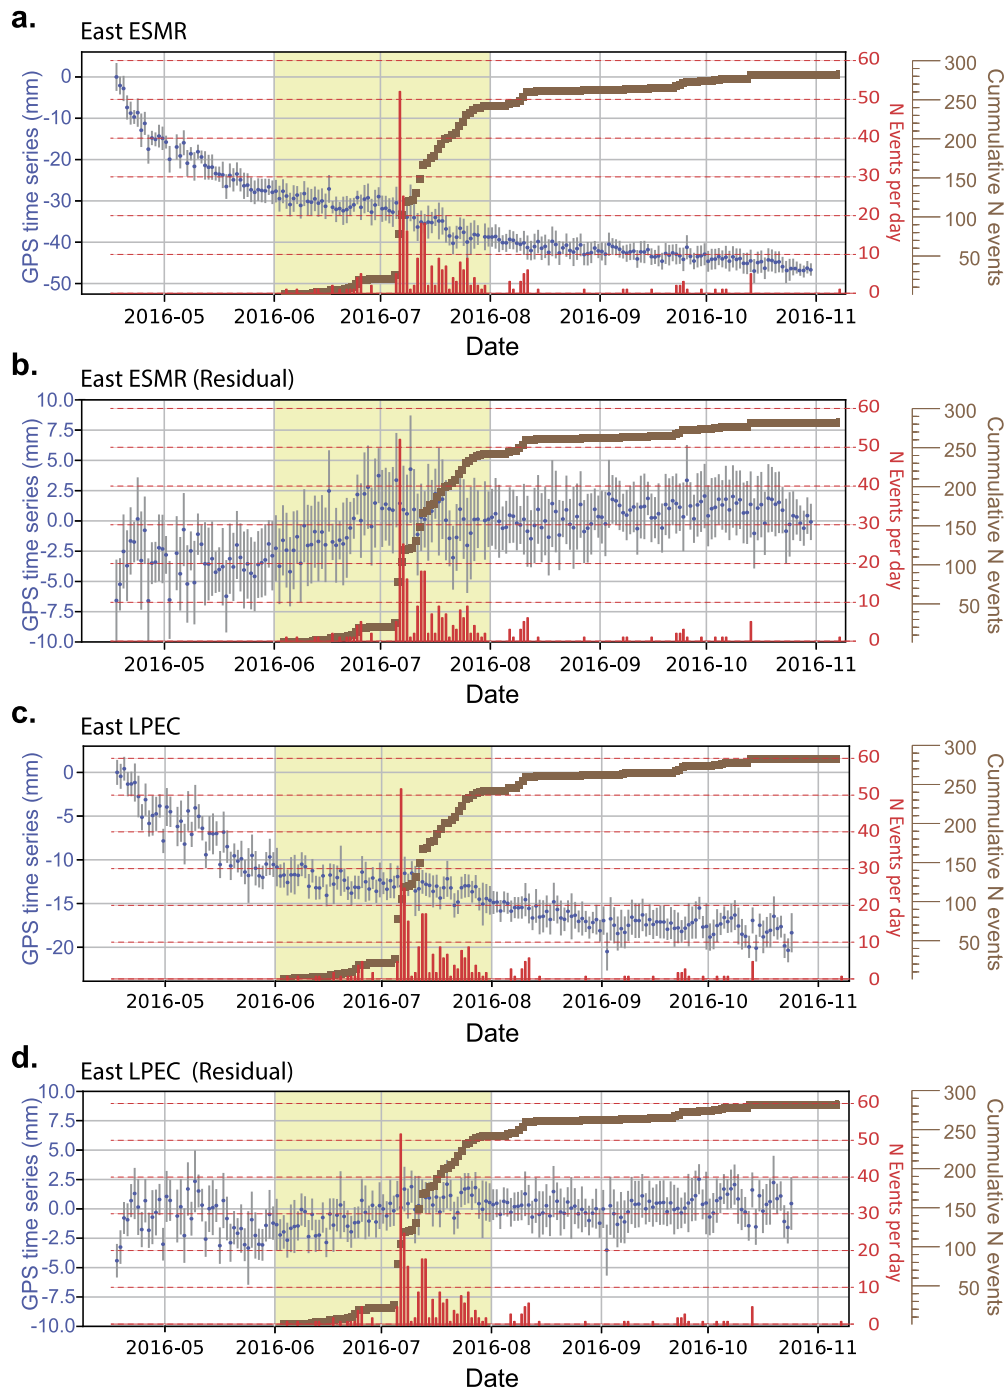 a.
East ESMR
GPS time series (mm)
0
-10
-20
-30
-40
-50
60
50
40
30
20
10
0
N Events per day
300
250
200
150
100
50
Cummulative N events
2016-05 2016-06 2016-07 2016-08 2016-09 2016-10 2016-11
Date
b.
East ESMR (Residual)
GPS time series (mm)
10.0
7.5
5.0
2.5
0.0
-2.5
-5.0
-7.5
-10.0
60
50
40
30
20
10
0
N Events per day
300
250
200
150
100
50
Cummulative N events
2016-05 2016-06 2016-07 2016-08 2016-09 2016-10 2016-11
Date
c.
East LPEC
GPS time series (mm)
0
-5
-10
-15
-20
60
50
40
30
20
10
0
N Events per day
300
250
200
150
100
50
Cummulative N events
2016-05 2016-06 2016-07 2016-08 2016-09 2016-10 2016-11
Date
d.
East LPEC (Residual)
GPS time series (mm)
10.0
7.5
5.0
2.5
0.0
-2.5
-5.0
-7.5
-10.0
60
50
40
30
20
10
0
N Events per day
300
250
200
150
100
50
Cummulative N events
2016-05 2016-06 2016-07 2016-08 2016-09 2016-10 2016-11
Date